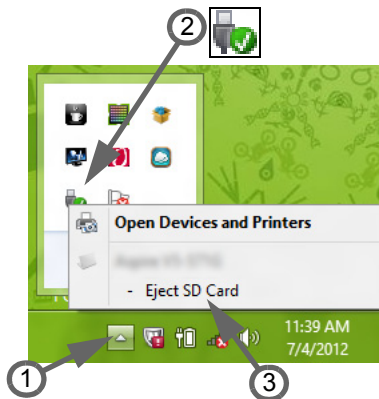 2
Open Devices and Printers
- Eject SD Card
11:39 AM
7/4/2012
1
3